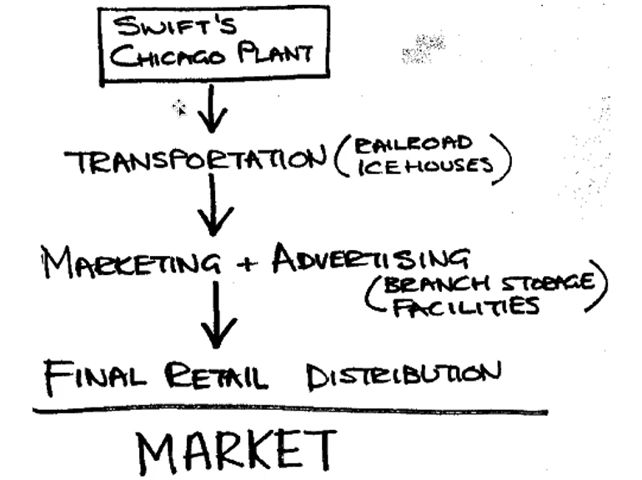 SWIFT'S
CHICAGO PLANT
TRANSPORTATION (RAILROAD
ICEHOUSES)
MARKETING + ADVERTISING
(BRANCH STORAGE
FACILITIES)
FINAL RETAIL DISTRIBUTION
MARKET